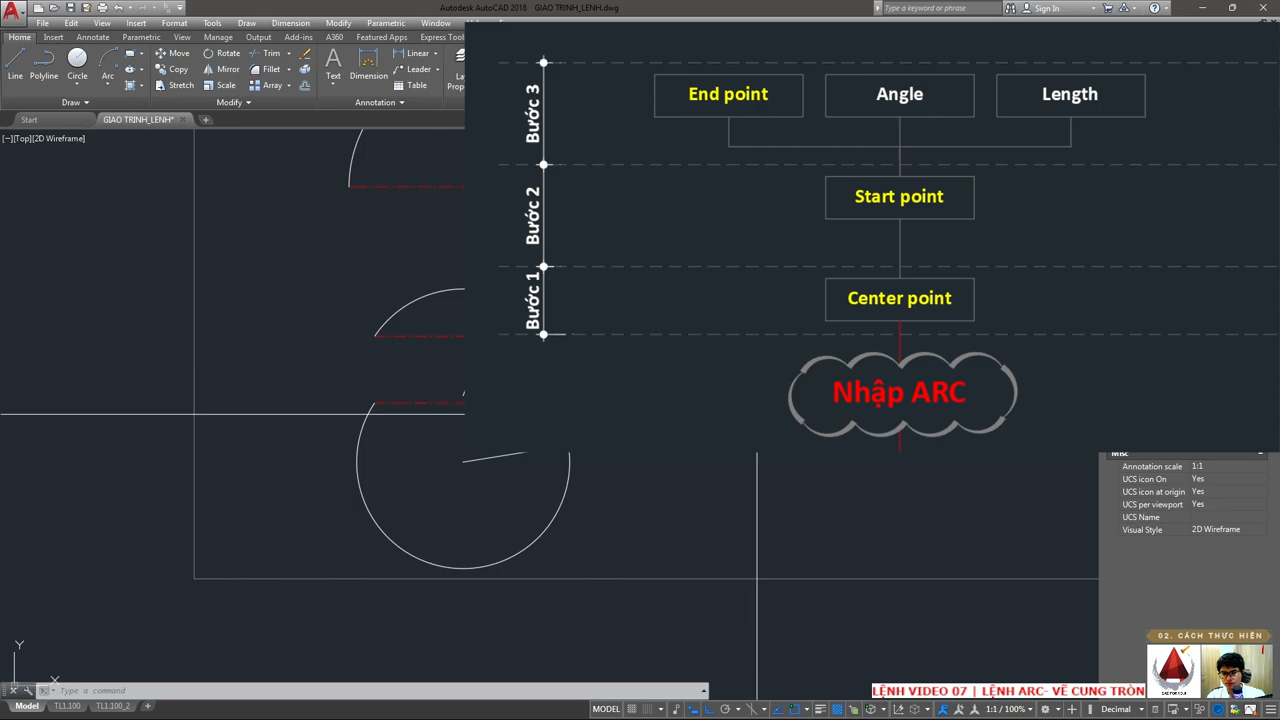 Autodesk AutoCAD 2018 GIAO TRINH_LENH.dwg
Type a keyword or phrase
Sign In
File Edit View Insert Format Tools Draw Dimension Modify Parametric Window
Home Insert Annotate Parametric View Manage Output Add-ins A360 Featured Apps Express Tools
Line Polyline Circle Arc
Move Rotate Trim
Copy Mirror Fillet
Stretch Scale Array
Text Dimension
Linear
Leader
Table
Draw Modify Annotation
Start GIAO TRINH_LENH*
[−][Top][2D Wireframe]
Bước 3
End point Angle Length
Bước 2
Start point
Bước 1
Center point
Nhập ARC
Misc
Annotation scale 1:1
UCS icon On Yes
UCS icon at origin Yes
UCS per viewport Yes
UCS Name
Visual Style 2D Wireframe
02. CÁCH THỰC HIỆN
Y
Type a command
LỆNH VIDEO 07 | LỆNH ARC- VẼ CUNG TRÒN
Model TL1.100 TL1.100_2
MODEL 1:1 / 100% Decimal